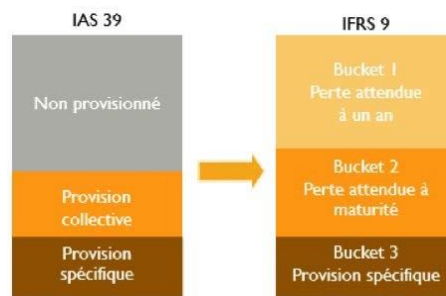 IAS 39
Non provisionné
Provision
collective
Provision
spécifique
IFRS 9
Bucket 1
Perte attendue
à un an
Bucket 2
Perte attendue à
maturité
Bucket 3
Provision spécifique